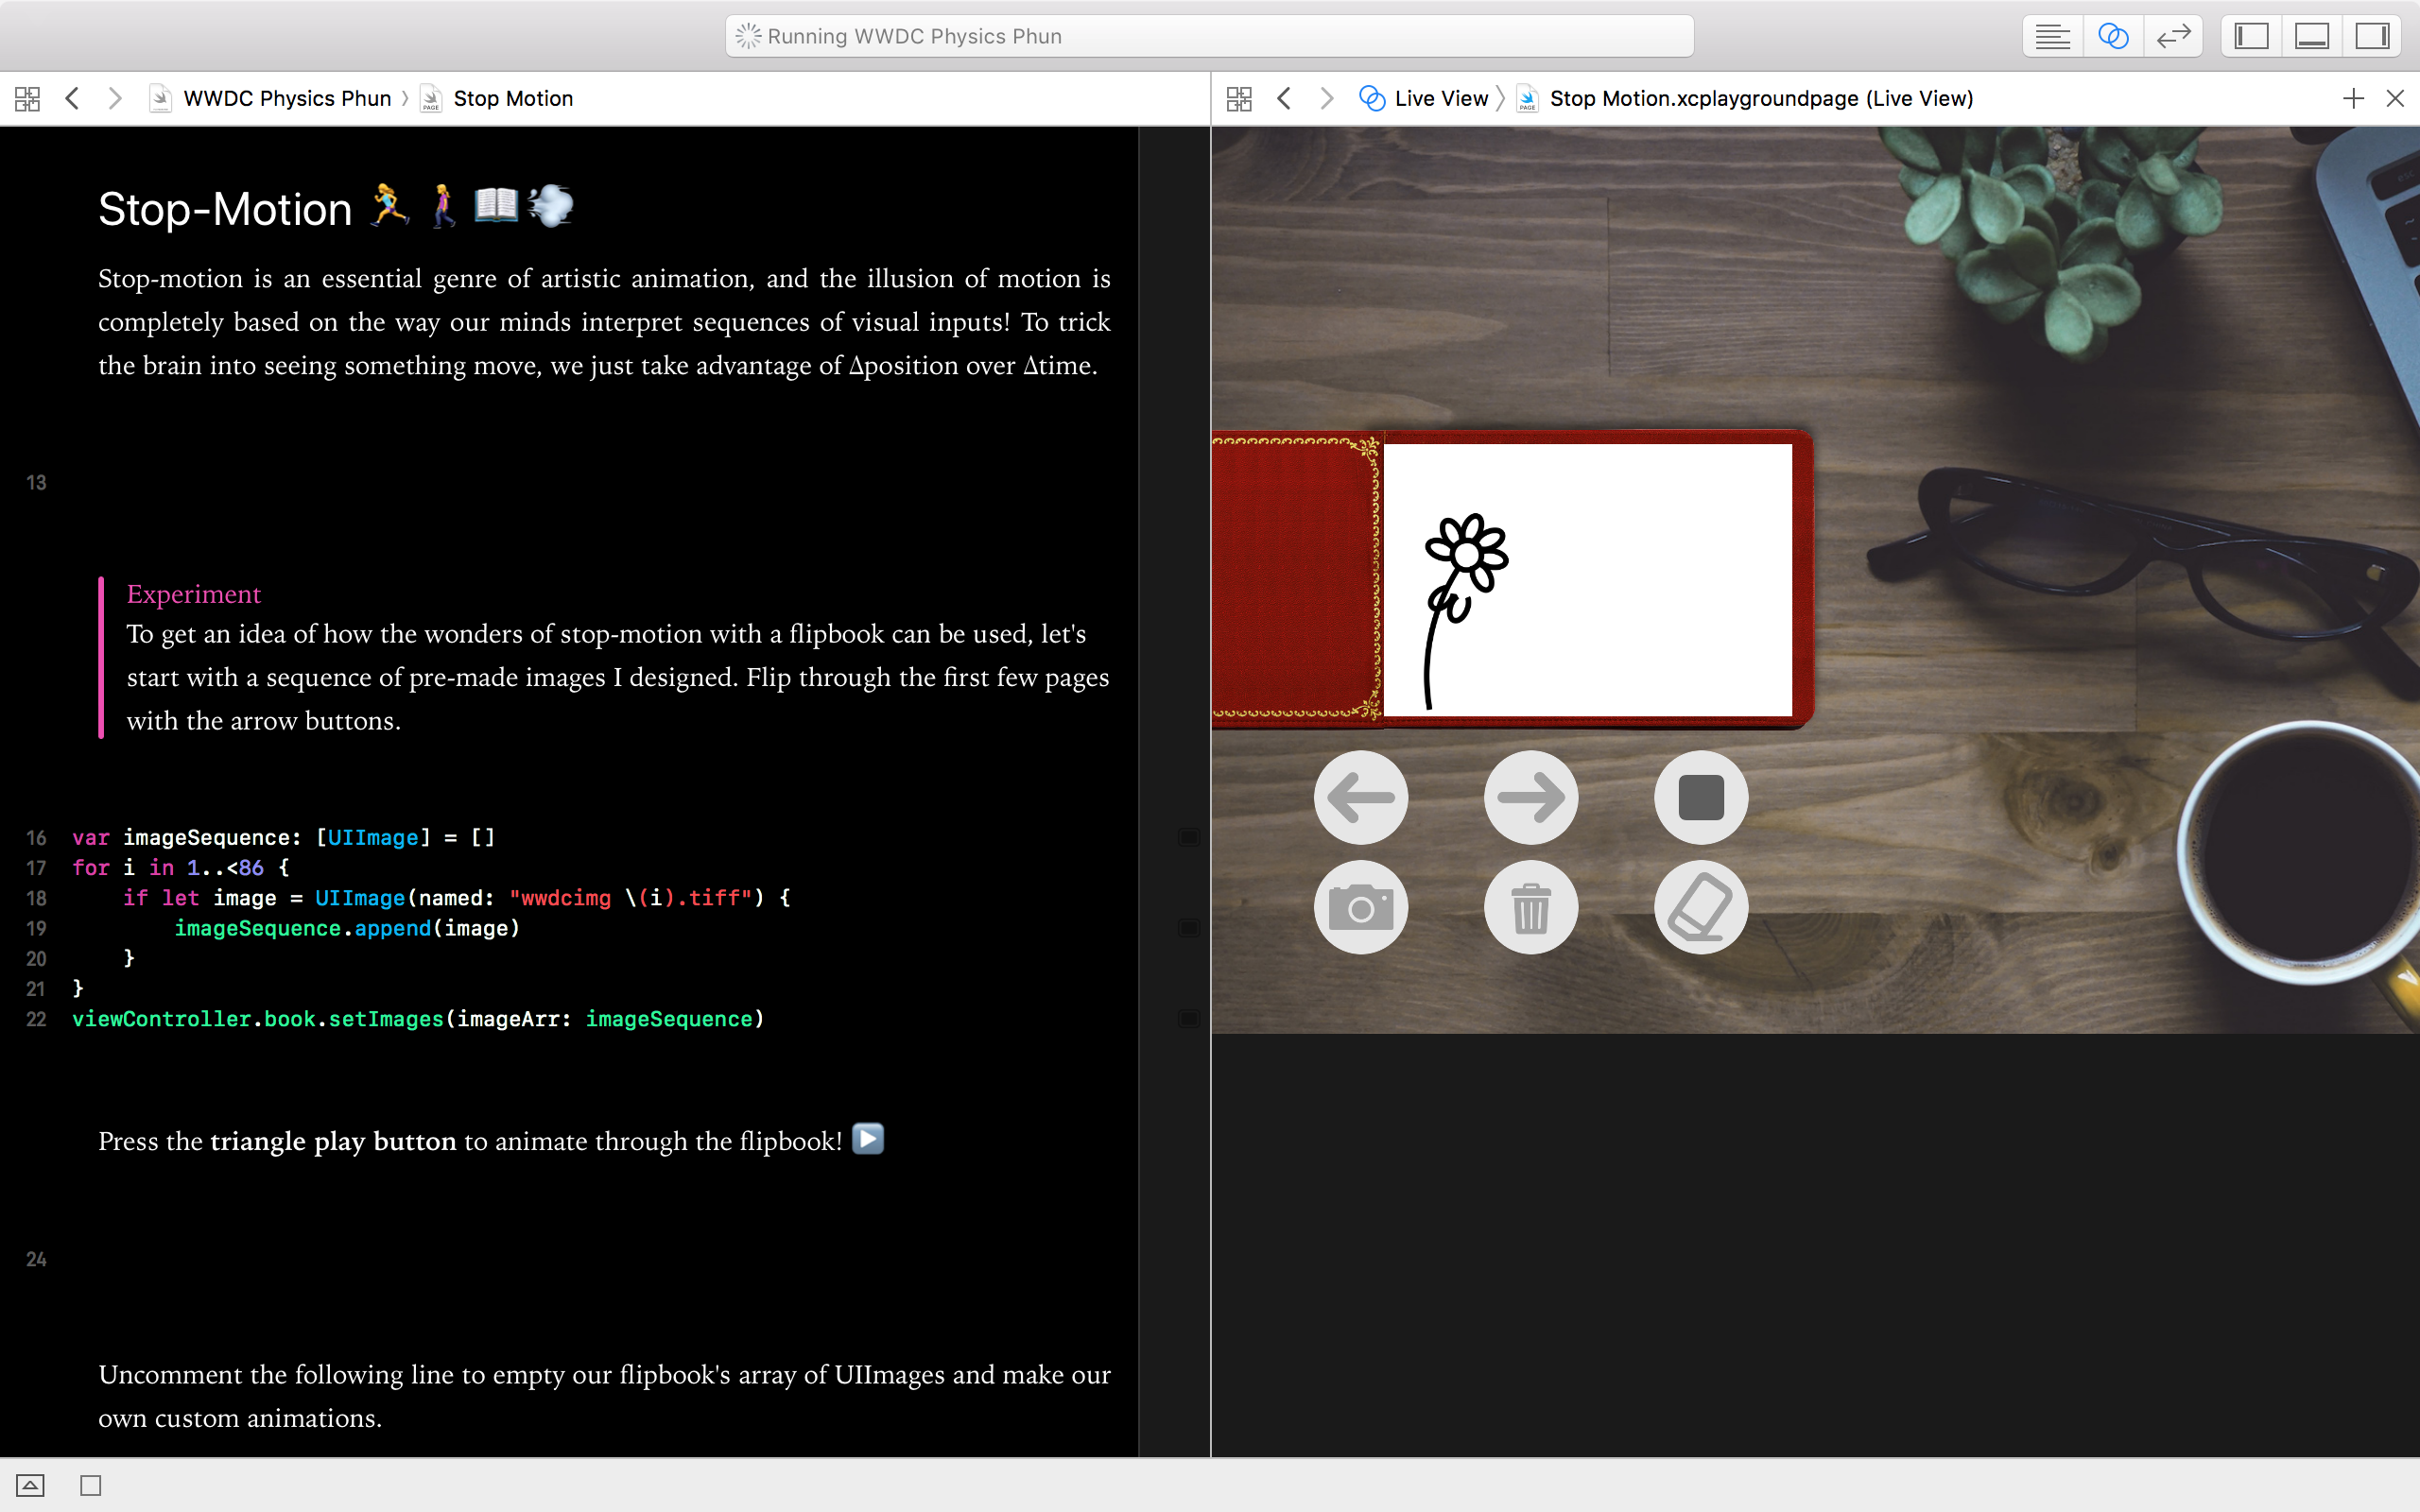 Running WWDC Physics Phun
WWDC Physics Phun 〉 Stop Motion
Live View 〉 Stop Motion.xcplaygroundpage (Live View)
Stop-Motion 🏃‍♀️🚶‍♀️📖💨
Stop-motion is an essential genre of artistic animation, and the illusion of motion is
completely based on the way our minds interpret sequences of visual inputs! To trick
the brain into seeing something move, we just take advantage of Δposition over Δtime.
13
Experiment
To get an idea of how the wonders of stop-motion with a flipbook can be used, let's
start with a sequence of pre-made images I designed. Flip through the first few pages
with the arrow buttons.
16 var imageSequence: [UIImage] = []
17 for i in 1..<86 {
18     if let image = UIImage(named: "wwdcimg \(i).tiff") {
19         imageSequence.append(image)
20     }
21 }
22 viewController.book.setImages(imageArr: imageSequence)
Press the triangle play button to animate through the flipbook! ▶️
24
Uncomment the following line to empty our flipbook's array of UIImages and make our
own custom animations.